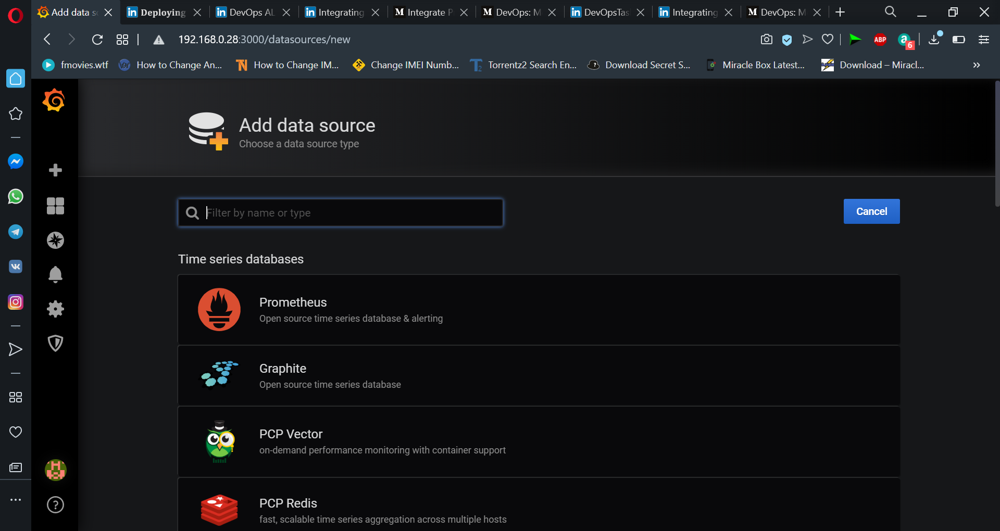 Add data s
Deploying
DevOps AL
Integrating
Integrate P
DevOps: M
DevOpsTas
Integrating
DevOps: M
192.168.0.28:3000/datasources/new
ABP
a
6
fmovies.wtf
How to Change An...
How to Change IM...
Change IMEI Numb...
Torrentz2 Search En...
Download Secret S...
Miracle Box Latest...
Download – Miracl...
Add data source
Choose a data source type
Filter by name or type
Cancel
Time series databases
Prometheus
Open source time series database & alerting
Graphite
Open source time series database
PCP Vector
on-demand performance monitoring with container support
PCP Redis
fast, scalable time series aggregation across multiple hosts